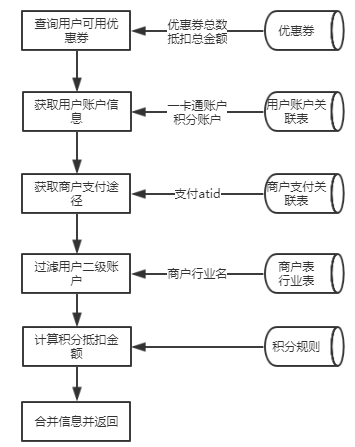 查询用户可用优
惠券
优惠券总数
抵扣总金额
优惠券
获取用户账户信
息
一卡通账户
积分账户
用户账户关
联表
获取商户支付途
径
支付atid
商户支付关
联表
过滤用户二级账
户
商户行业名
商户表
行业表
计算积分抵扣金
额
积分规则
合并信息并返回